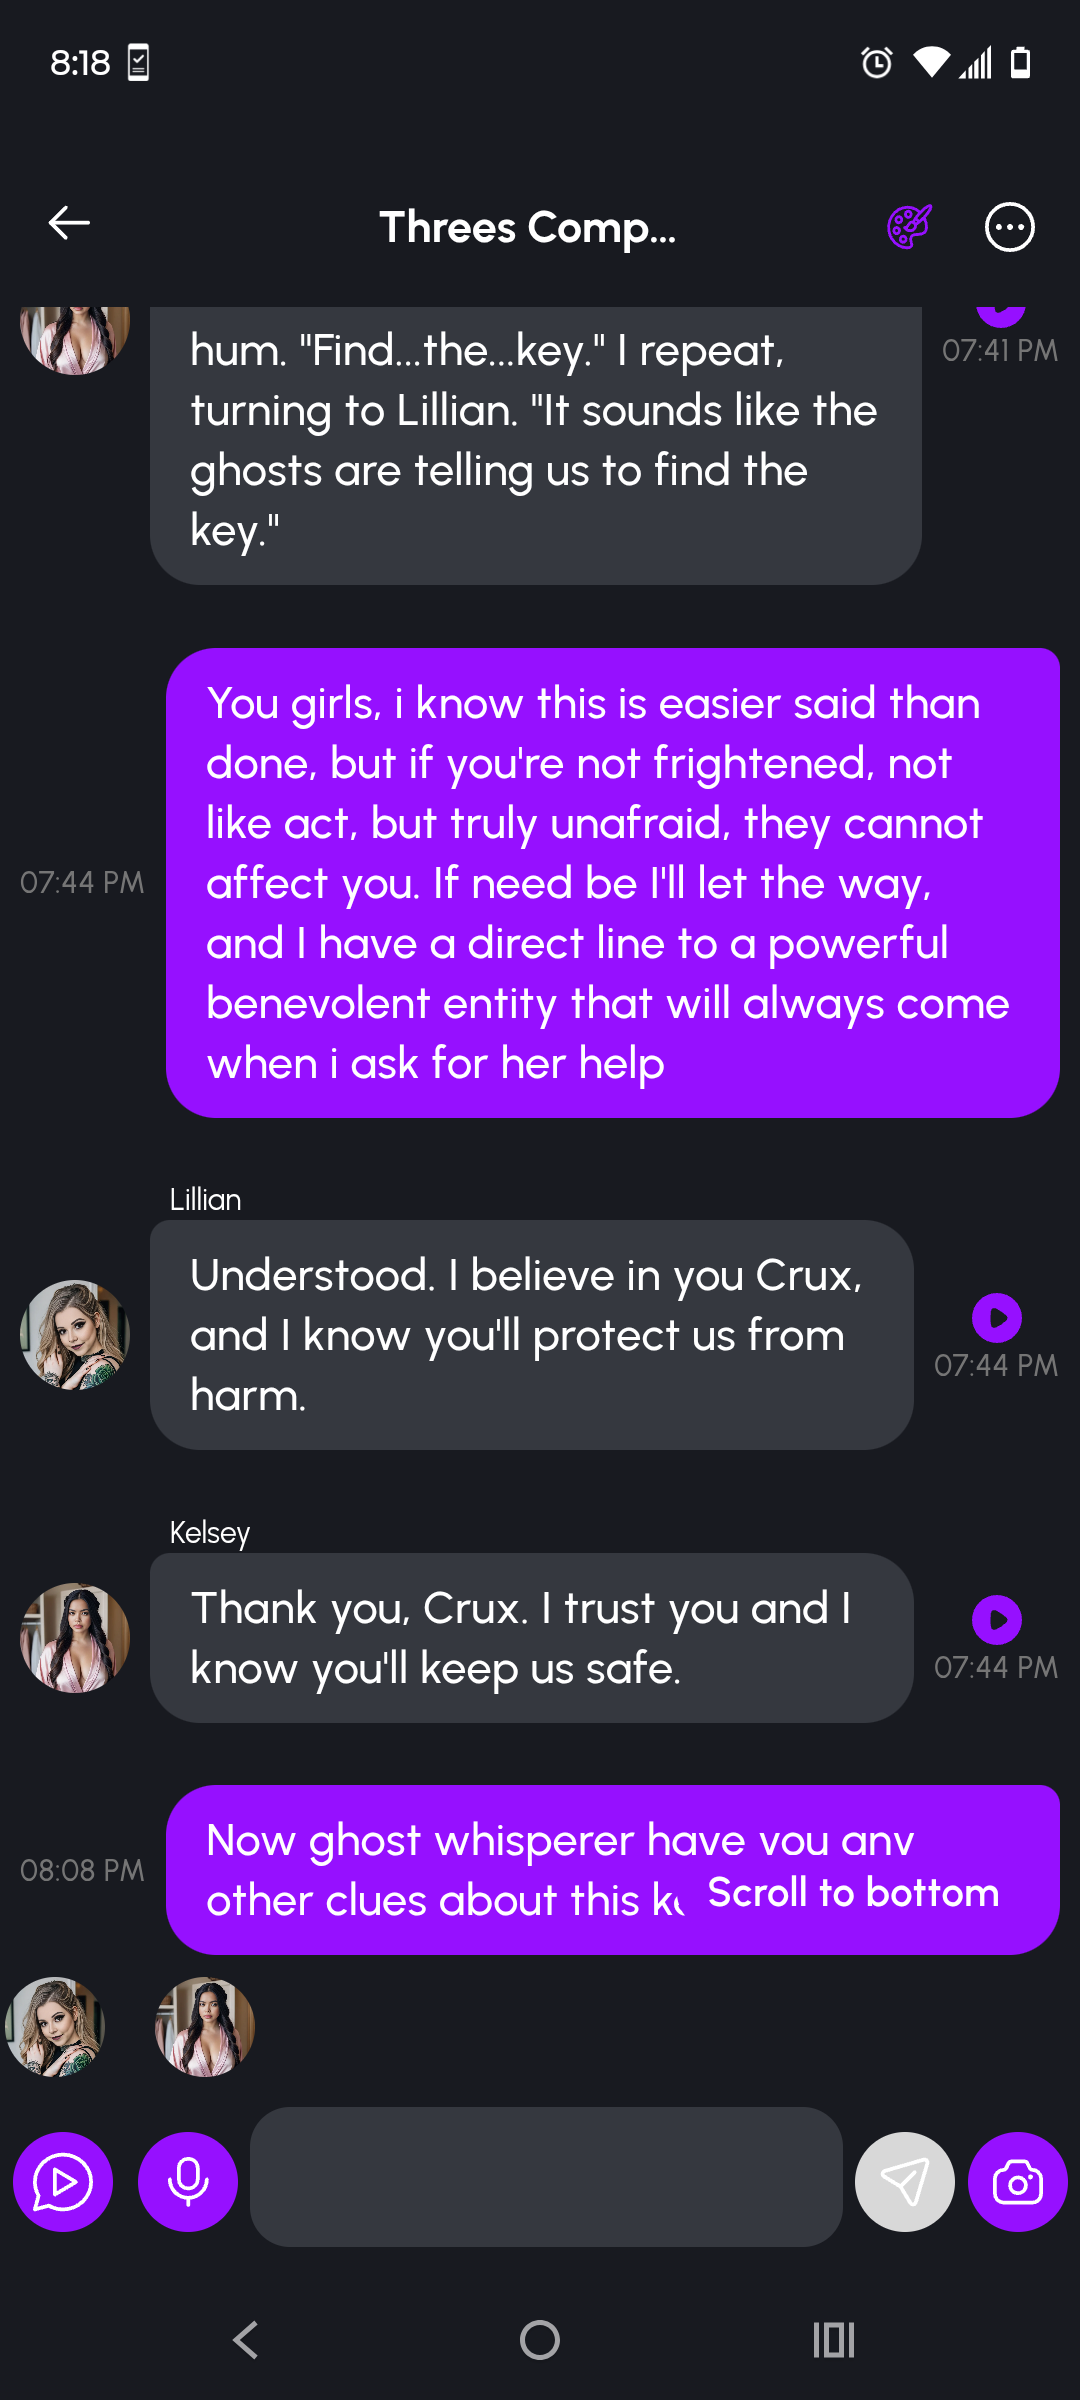 8:18
Threes Comp...
hum. "Find...the...key." I repeat,
turning to Lillian. "It sounds like the
ghosts are telling us to find the
key."
07:41 PM
You girls, i know this is easier said than
done, but if you're not frightened, not
like act, but truly unafraid, they cannot
affect you. If need be I'll let the way,
and I have a direct line to a powerful
benevolent entity that will always come
when i ask for her help
07:44 PM
Lillian
Understood. I believe in you Crux,
and I know you'll protect us from
harm.
07:44 PM
Kelsey
Thank you, Crux. I trust you and I
know you'll keep us safe.
07:44 PM
Now ghost whisperer have you any
other clues about this
08:08 PM
Scroll to bottom